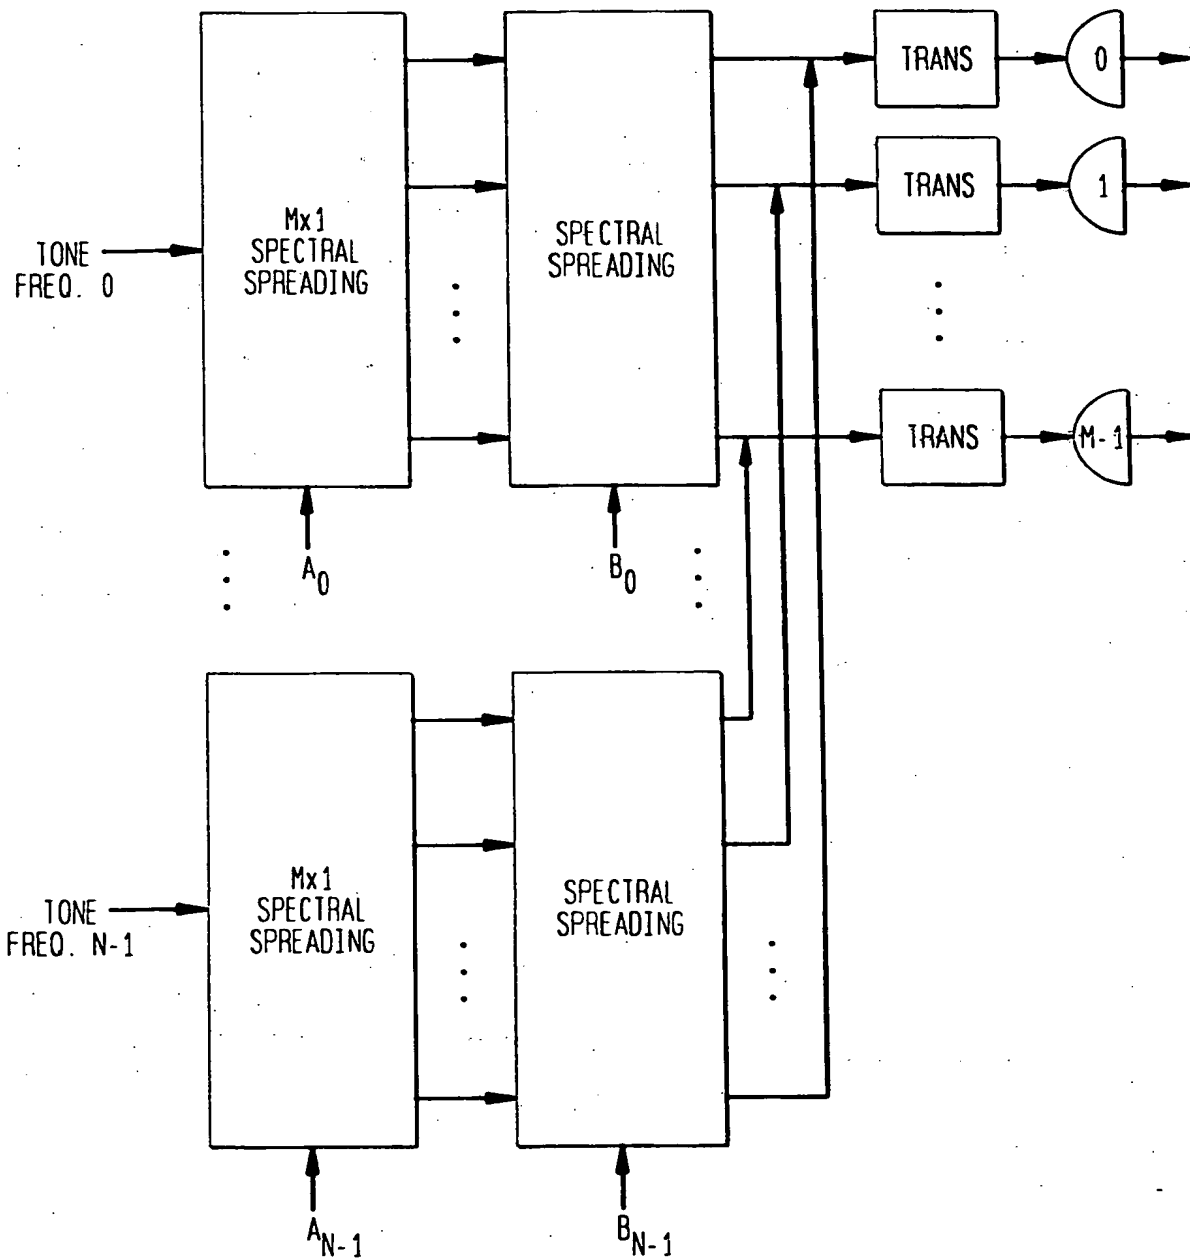 TRANS
0
TRANS
1
TONE
FREQ. 0
Mx1
SPECTRAL
SPREADING
SPECTRAL
SPREADING
TRANS
M-1
A0
B0
TONE
FREQ. N-1
Mx1
SPECTRAL
SPREADING
SPECTRAL
SPREADING
AN-1
BN-1